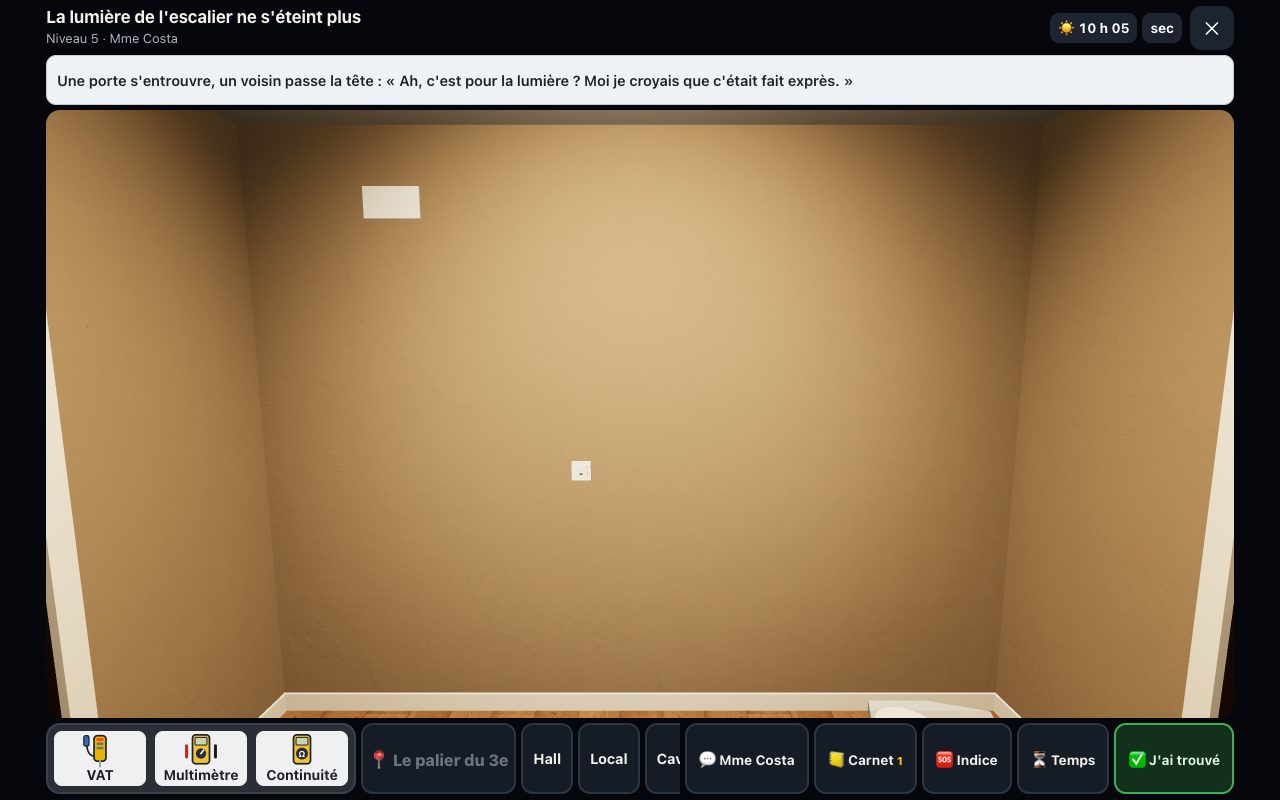 La lumière de l'escalier ne s'éteint plus
Niveau 5 · Mme Costa
☀️ 10 h 05
sec
Une porte s'entrouvre, un voisin passe la tête : « Ah, c'est pour la lumière ? Moi je croyais que c'était fait exprès. »
VAT
Multimètre
Continuité
Le palier du 3e
Hall
Local
Cav
Mme Costa
Carnet 1
SOS Indice
Temps
J'ai trouvé